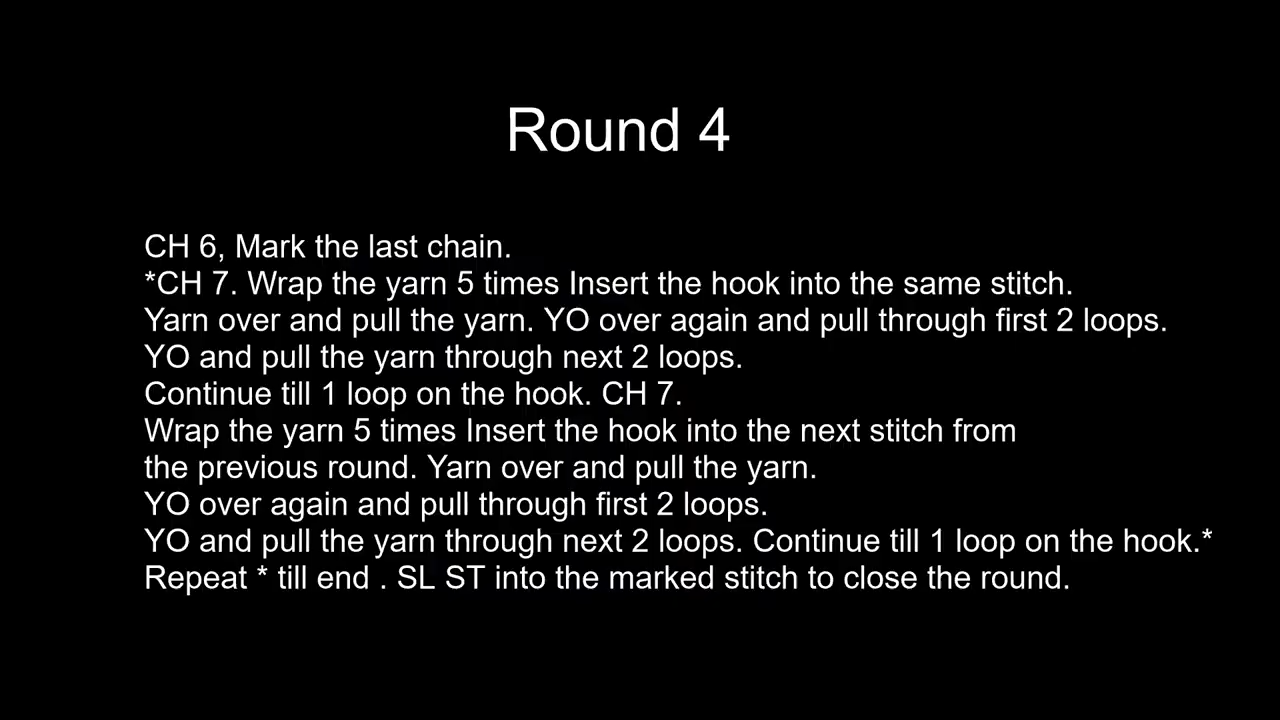 Round 4
CH 6, Mark the last chain.
*CH 7. Wrap the yarn 5 times Insert the hook into the same stitch.
Yarn over and pull the yarn. YO over again and pull through first 2 loops.
YO and pull the yarn through next 2 loops.
Continue till 1 loop on the hook. CH 7.
Wrap the yarn 5 times Insert the hook into the next stitch from
the previous round. Yarn over and pull the yarn.
YO over again and pull through first 2 loops.
YO and pull the yarn through next 2 loops. Continue till 1 loop on the hook.*
Repeat * till end . SL ST into the marked stitch to close the round.